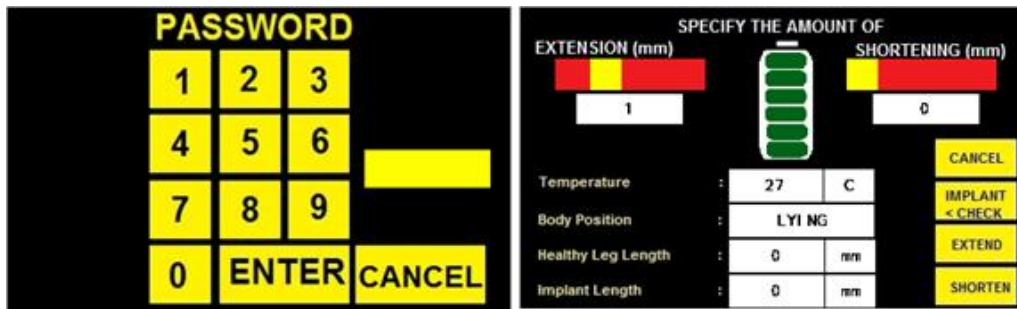 PASSWORD
1 2 3
4 5 6
7 8 9
0 ENTER CANCEL
SPECIFY THE AMOUNT OF
EXTENSION (mm) SHORTENING (mm)
1 0
CANCEL
Temperature : 27 C
IMPLANT
< CHECK
Body Position : LYI NG
EXTEND
Healthy Leg Length : 0 mm
SHORTEN
Implant Length : 0 mm